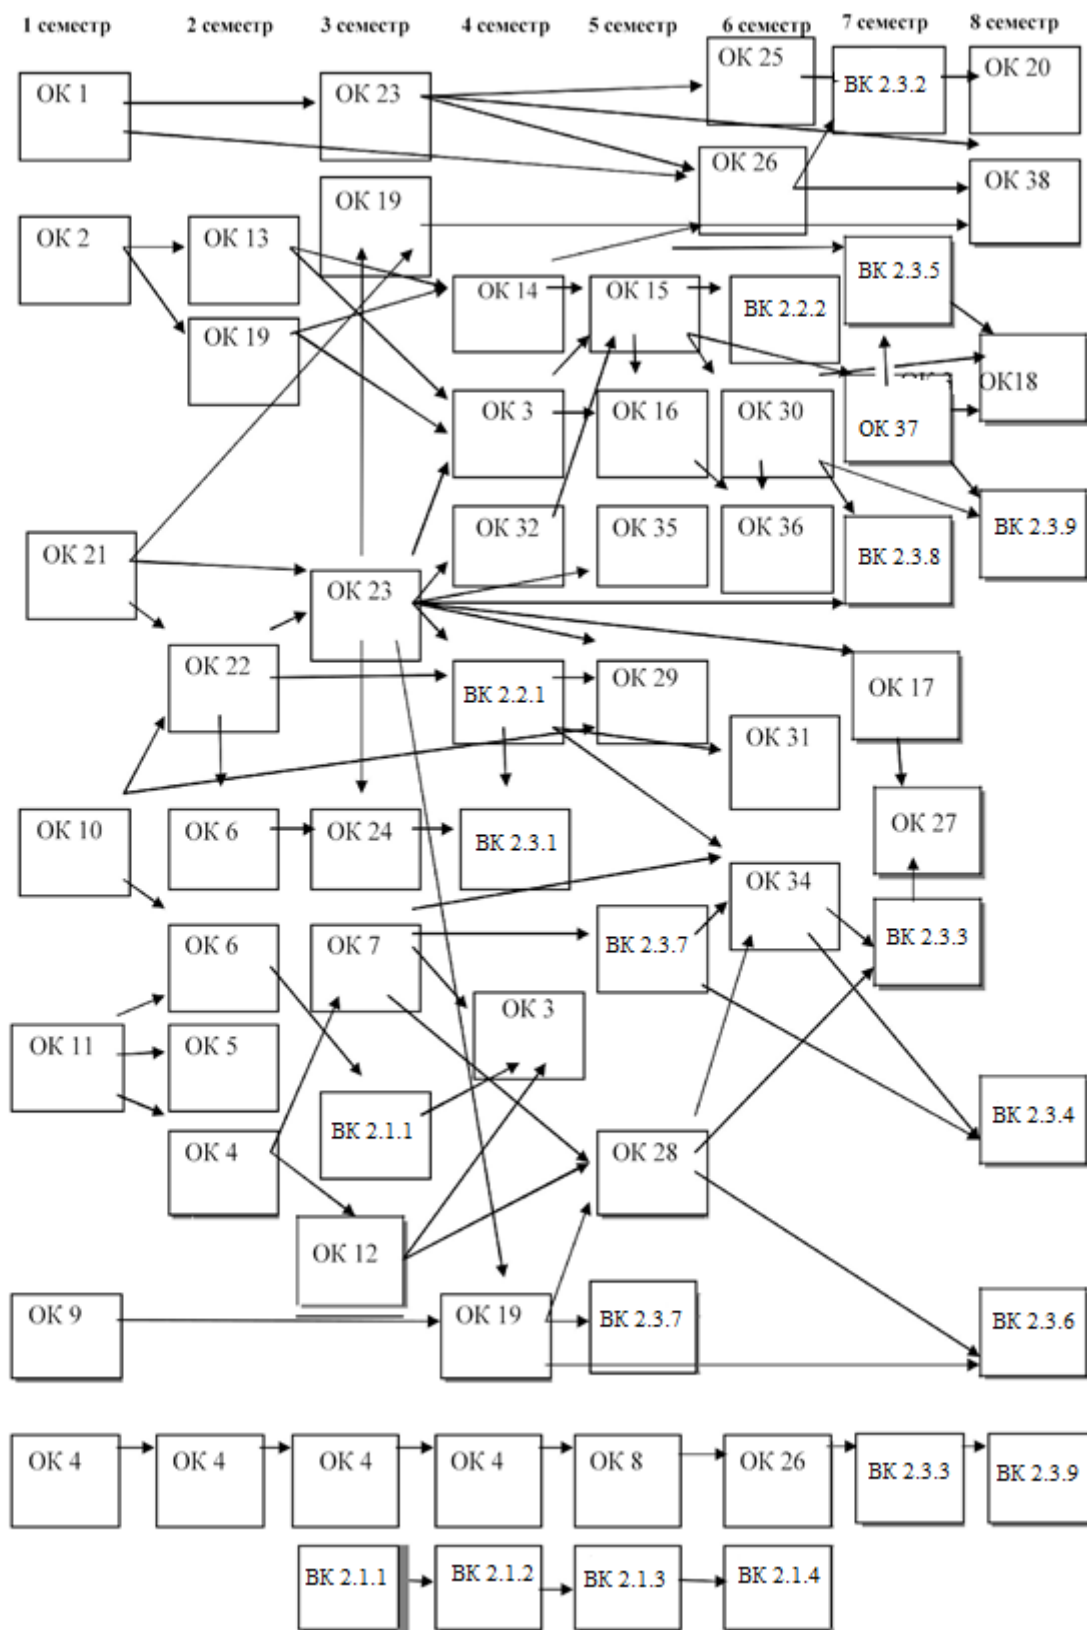 1 семестр 2 семестр 3 семестр 4 семестр 5 семестр 6 семестр 7 семестр 8 семестр
ОК 1 ОК 23 ОК 25 ВК 2.3.2 ОК 20
ОК 26 ОК 38
ОК 2 ОК 13 ОК 19
ОК 14 ОК 15 ВК 2.2.2 ВК 2.3.5
ОК 19
ОК18
ОК 3 ОК 16 ОК 30 ОК 37
ОК 21 ОК 32 ОК 35 ОК 36 ВК 2.3.8 ВК 2.3.9
ОК 23
ОК 22 ВК 2.2.1 ОК 29 ОК 17
ОК 31
ОК 10 ОК 6 ОК 24 ВК 2.3.1 ОК 27
ОК 34
ОК 6 ОК 7 ВК 2.3.7 ВК 2.3.3
ОК 11 ОК 5 ОК 3
ОК 4 ВК 2.1.1 ОК 28 ВК 2.3.4
ОК 12
ОК 9 ОК 19 ВК 2.3.7 ВК 2.3.6
ОК 4 ОК 4 ОК 4 ОК 4 ОК 8 ОК 26 ВК 2.3.3 ВК 2.3.9
ВК 2.1.1 ВК 2.1.2 ВК 2.1.3 ВК 2.1.4